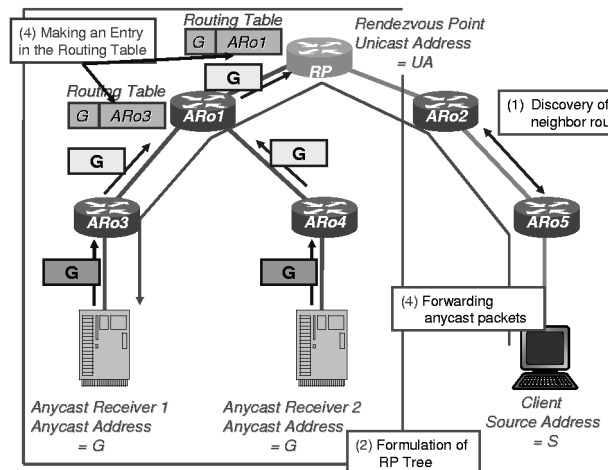 (4) Making an Entry
in the Routing Table
Routing Table
G ARo1
Rendezvous Point
Unicast Address
= UA
RP
G
Routing Table
G ARo3
ARo1
ARo2
(1) Discovery of
neighbor rou
G
G
ARo3
ARo4
ARo5
G
G
(4) Forwarding
anycast packets
Anycast Receiver 1
Anycast Address
= G
Anycast Receiver 2
Anycast Address
= G
Client
Source Address
= S
(2) Formulation of
RP Tree